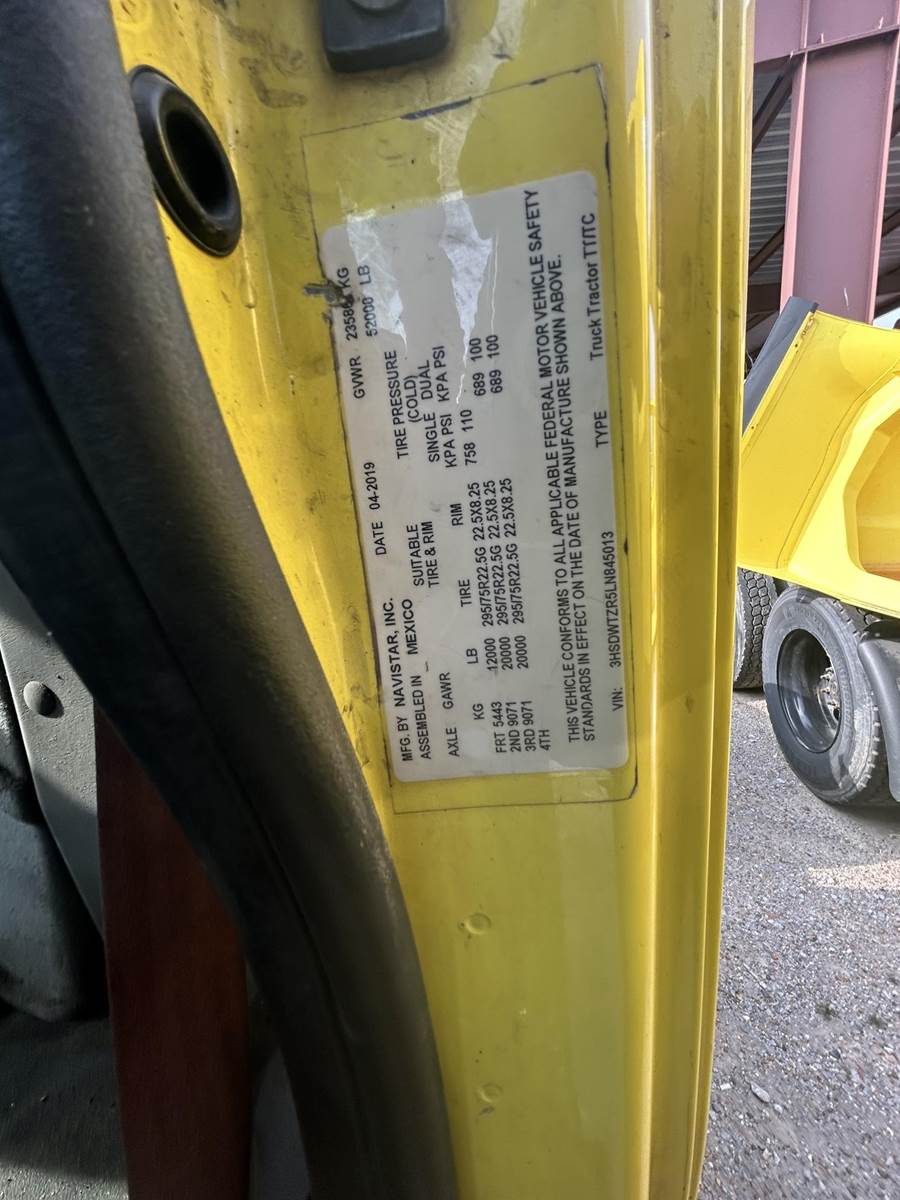 MFG. BY NAVISTAR, INC. DATE 04-2019 GVWR 2358 KG
ASSEMBLED IN _ MEXICO 52000 LB
SUITABLE TIRE PRESSURE
TIRE & RIM (COLD)
SINGLE DUAL
AXLE GAWR TIRE RIM KPA PSI KPA PSI
KG LB
FRT 5443 12000 295/75R22.5G 22.5X8.25 758 110
2ND 9071 20000 295/75R22.5G 22.5X8.25 689 100
3RD 9071 20000 295/75R22.5G 22.5X8.25 689 100
4TH
THIS VEHICLE CONFORMS TO ALL APPLICABLE FEDERAL MOTOR VEHICLE SAFETY
STANDARDS IN EFFECT ON THE DATE OF MANUFACTURE SHOWN ABOVE.
VIN: 3HSDWTZR5LN845013 TYPE Truck Tractor TT/TC